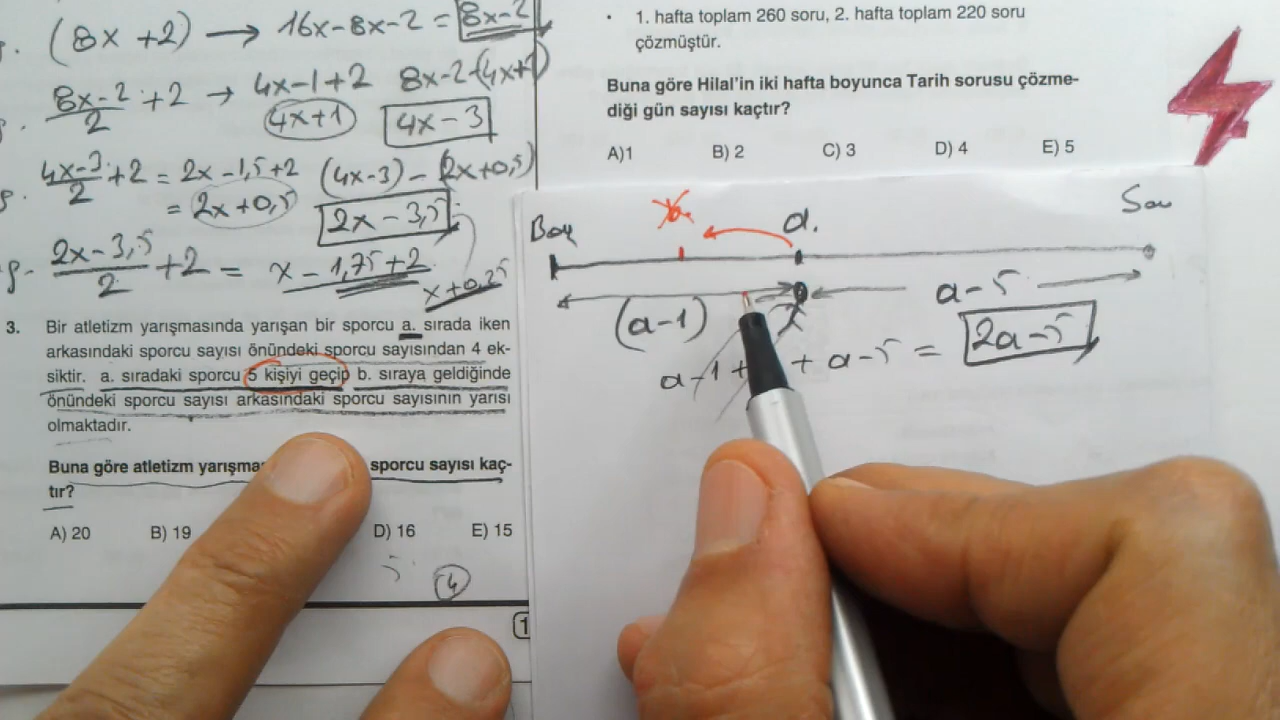 (8x+2) → 16x-8x-2 = 8x-2
8x-2/2 +2 → 4x-1+2 8x-2-(4x+1)
4x+1 4x-3
4x-3/2 +2 = 2x-1,5+2 (4x-3)-(2x+0,5)
= 2x+0,5 2x-3,5
2x-3,5/2 +2 = x-1,75+2
x+0,25
3. Bir atletizm yarışmasında yarışan bir sporcu a. sırada iken
arkasındaki sporcu sayısı önündeki sporcu sayısından 4 ek-
siktir. a. sıradaki sporcu 5 kişiyi geçip b. sıraya geldiğinde
önündeki sporcu sayısı arkasındaki sporcu sayısının yarısı
olmaktadır.
Buna göre atletizm sporcu sayısı kaç-
tır?
A) 20 B) 19 D) 16 E) 15
4
1
• 1. hafta toplam 260 soru, 2. hafta toplam 220 soru
çözmüştür.
Buna göre Hilal'in iki hafta boyunca Tarih sorusu çözme-
diği gün sayısı kaçtır?
A)1 B) 2 C) 3 D) 4 E) 5
a.
(a-1) a-5
a-1+ + a-5 = 2a-5